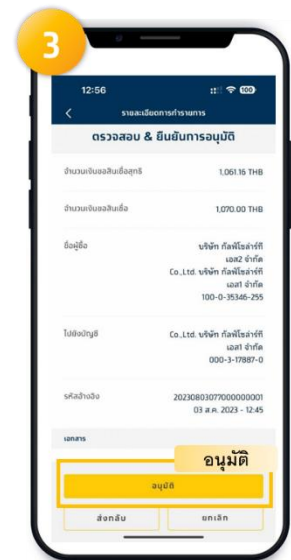 3
12:56
100
รายละเอียดการทำรายการ
ตรวจสอบ & ยืนยันการอนุมัติ
จำนวนเงินขอสินเชื่อสุทธิ
1,061.16 THB
จำนวนเงินขอสินเชื่อ
1,070.00 THB
ชื่อผู้ซื้อ
บริษัท กัลฟ์โซล่าร์ที
เอส2 จำกัด
Co.,Ltd. บริษัท กัลฟ์โซล่าร์ที
เอส1 จำกัด
100-0-35346-255
ไปยังบัญชี
Co.,Ltd. บริษัท กัลฟ์โซล่าร์ที
เอส1 จำกัด
000-3-17887-0
รหัสอ้างอิง
20230803077000000001
03 ส.ค. 2023 - 12:45
เอกสาร
อนุมัติ
อนุมัติ
ส่งกลับ
ยกเลิก